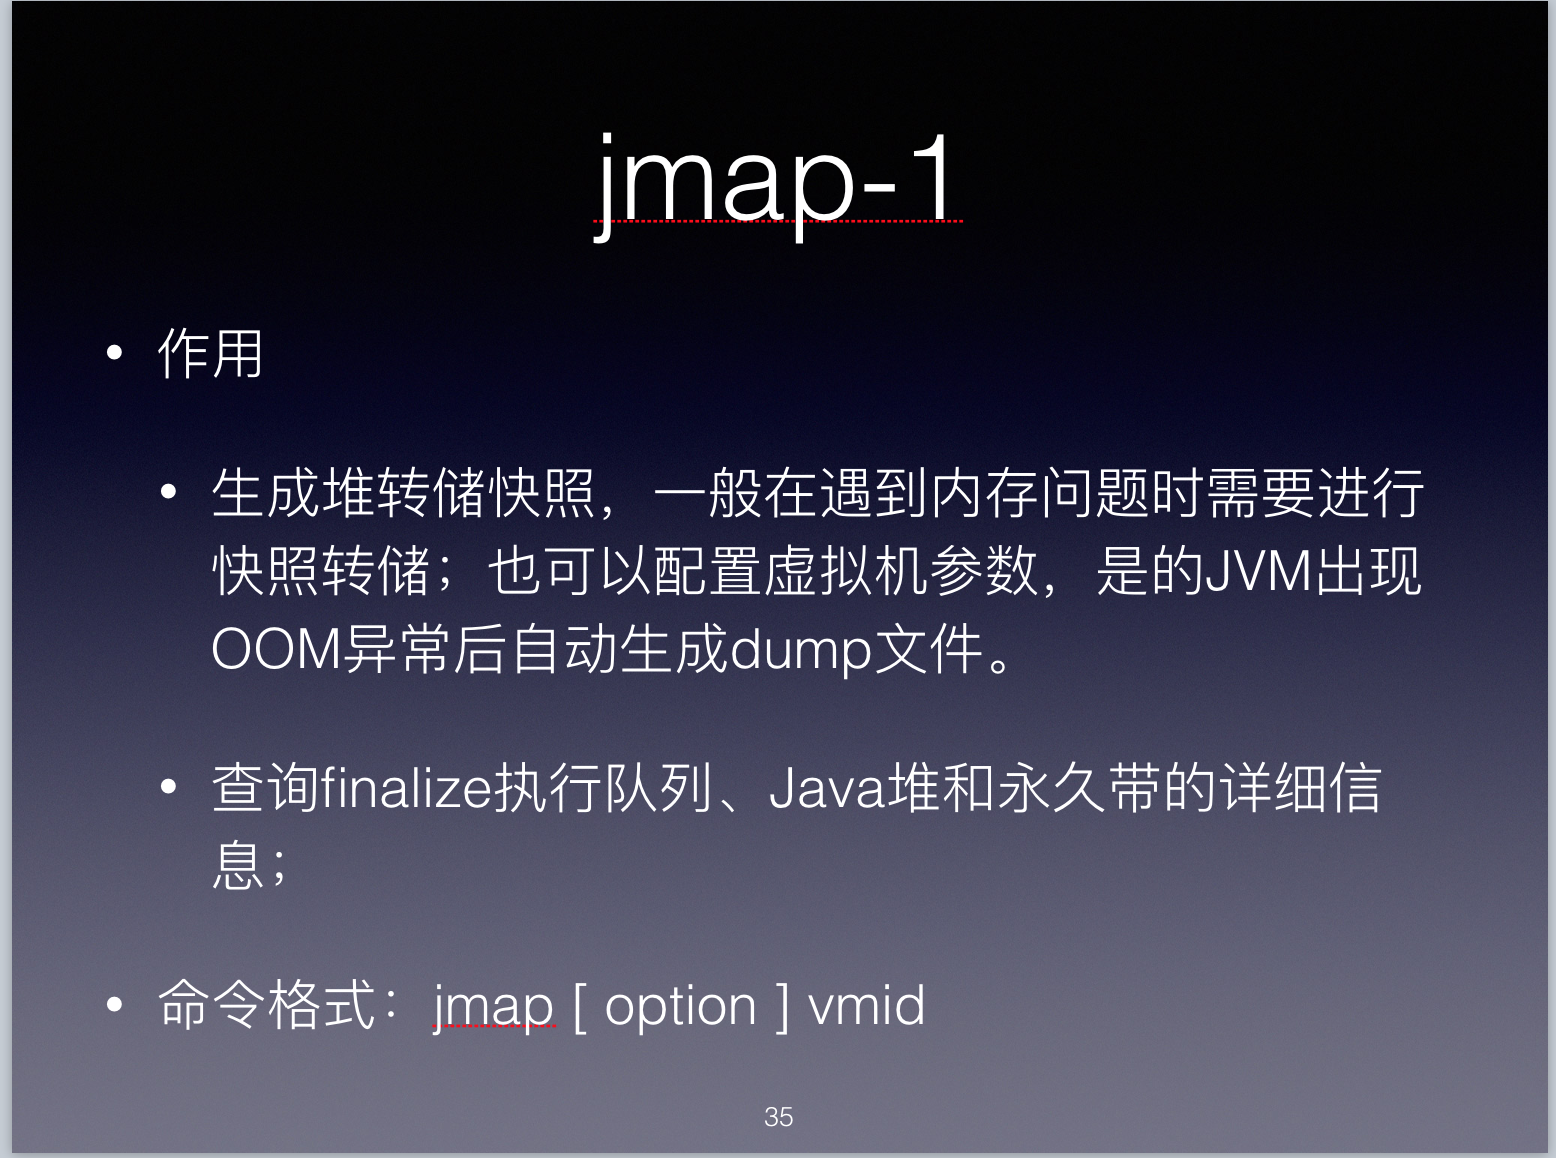 jmap-1
• 作用
• 生成堆转储快照，一般在遇到内存问题时需要进行
快照转储；也可以配置虚拟机参数，是的JVM出现
OOM异常后自动生成dump文件。
• 查询finalize执行队列、Java堆和永久带的详细信
息；
• 命令格式：jmap [ option ] vmid
35